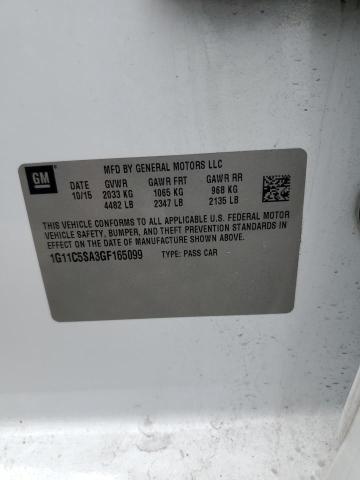 GM
MFD BY GENERAL MOTORS LLC
DATE GVWR GAWR FRT GAWR RR
10/15 2033 KG 1065 KG 968 KG
4482 LB 2347 LB 2135 LB
THIS VEHICLE CONFORMS TO ALL APPLICABLE U.S. FEDERAL MOTOR
VEHICLE SAFETY, BUMPER, AND THEFT PREVENTION STANDARDS IN
EFFECT ON THE DATE OF MANUFACTURE SHOWN ABOVE.
1G11C5SA3GF165099 TYPE: PASS CAR